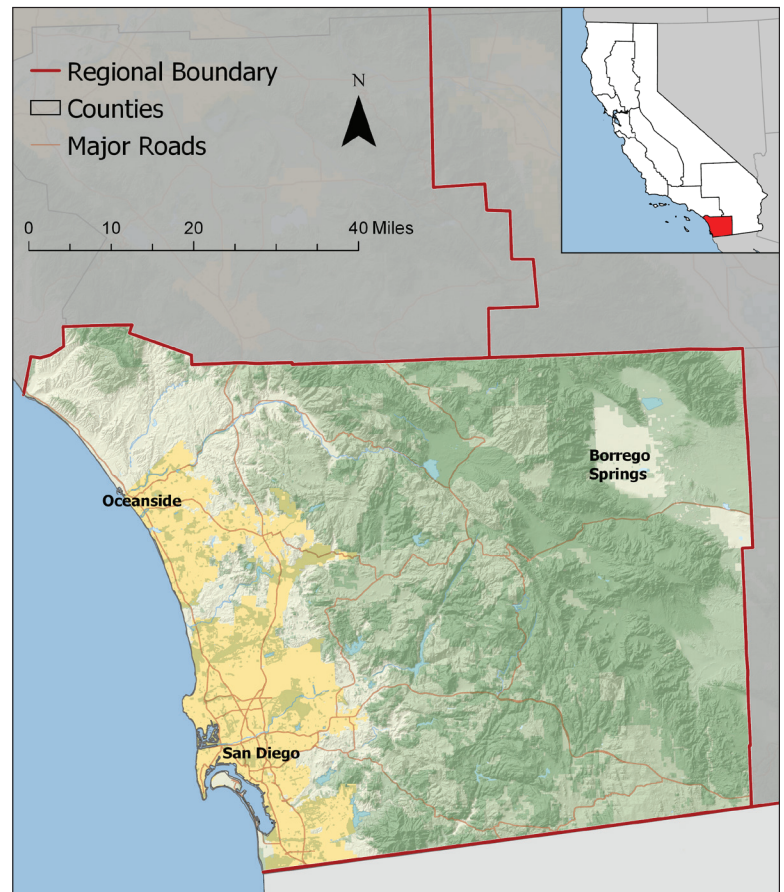 Regional Boundary
Counties
Major Roads
N
0 10 20 40 Miles
Borrego
Springs
Oceanside
San Diego